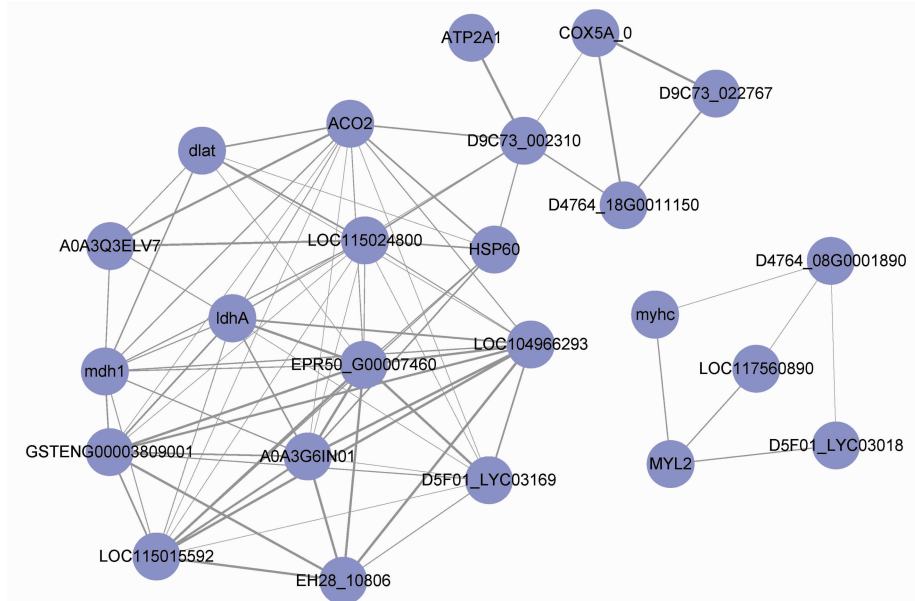 ATP2A1
COX5A_0
D9C73_022767
ACO2
D9C73_002310
dlat
D4764_18G0011150
A0A3Q3ELV7
LOC115024800
HSP60
D4764_08G0001890
ldhA
myhc
LOC104966293
EPR50_G00007460
mdh1
LOC117560890
GSTENG00003809001
A0A3G6IN01
D5F01_LYC03018
MYL2
D5F01_LYC03169
LOC115015592
EH28_10806